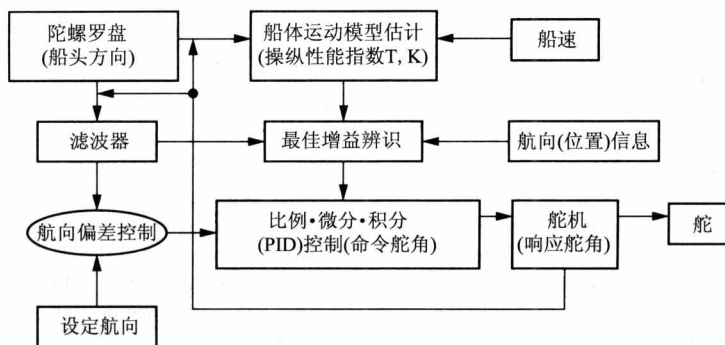 陀螺罗盘
(船头方向)
船体运动模型估计
(操纵性能指数T, K)
船速
滤波器
最佳增益辨识
航向(位置)信息
航向偏差控制
比例·微分·积分
(PID)控制(命令舵角)
舵机
(响应舵角)
舵
设定航向